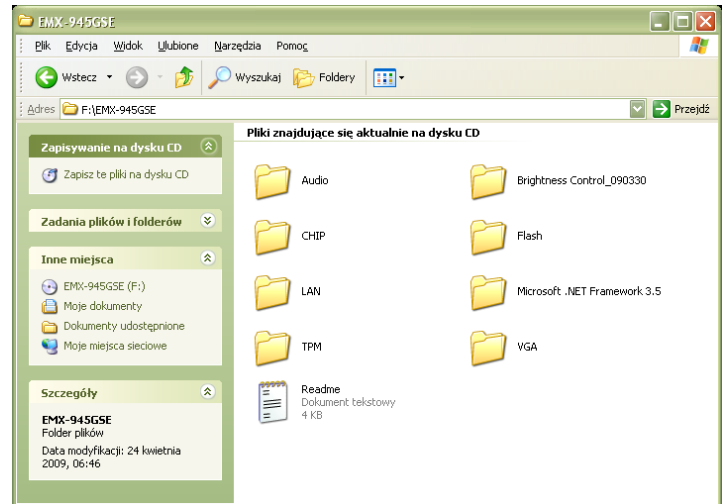 EMX-945GSE
Plik Edycja Widok Ulubione Narzędzia Pomoc
Wstecz Wyszukaj Foldery
Adres F:\EMX-945GSE Przejdź
Zapisywanie na dysku CD
Zapisz te pliki na dysku CD
Zadania plików i folderów
Inne miejsca
EMX-945GSE (F:)
Moje dokumenty
Dokumenty udostępnione
Moje miejsca sieciowe
Szczegóły
EMX-945GSE
Folder plików
Data modyfikacji: 24 kwietnia
2009, 06:46
Pliki znajdujące się aktualnie na dysku CD
Audio
Brightness Control_090330
CHIP
Flash
LAN
Microsoft .NET Framework 3.5
TPM
VGA
Readme
Dokument tekstowy
4 KB